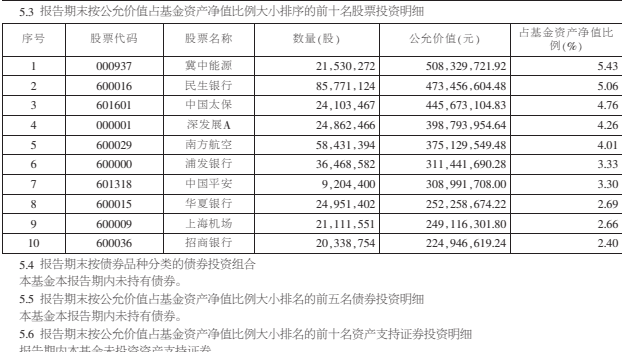 5.3 报告期末按公允价值占基金资产净值比例大小排序的前十名股票投资明细
序号 股票代码 股票名称 数量(股) 公允价值(元) 占基金资产净值比例(%)
1 000937 冀中能源 21,530,272 508,329,721.92 5.43
2 600016 民生银行 85,771,124 473,456,604.48 5.06
3 601601 中国太保 24,103,467 445,673,104.83 4.76
4 000001 深发展A 24,862,466 398,793,954.64 4.26
5 600029 南方航空 58,431,394 375,129,549.48 4.01
6 600000 浦发银行 36,468,582 311,441,690.28 3.33
7 601318 中国平安 9,204,400 308,991,708.00 3.30
8 600015 华夏银行 24,951,402 252,258,674.22 2.69
9 600009 上海机场 21,111,551 249,116,301.80 2.66
10 600036 招商银行 20,338,754 224,946,619.24 2.40
5.4 报告期末按债券品种分类的债券投资组合
本基金本报告期内未持有债券。
5.5 报告期末按公允价值占基金资产净值比例大小排名的前五名债券投资明细
本基金本报告期内未持有债券。
5.6 报告期末按公允价值占基金资产净值比例大小排名的前十名资产支持证券投资明细
报告期内本基金未投资资产支持证券